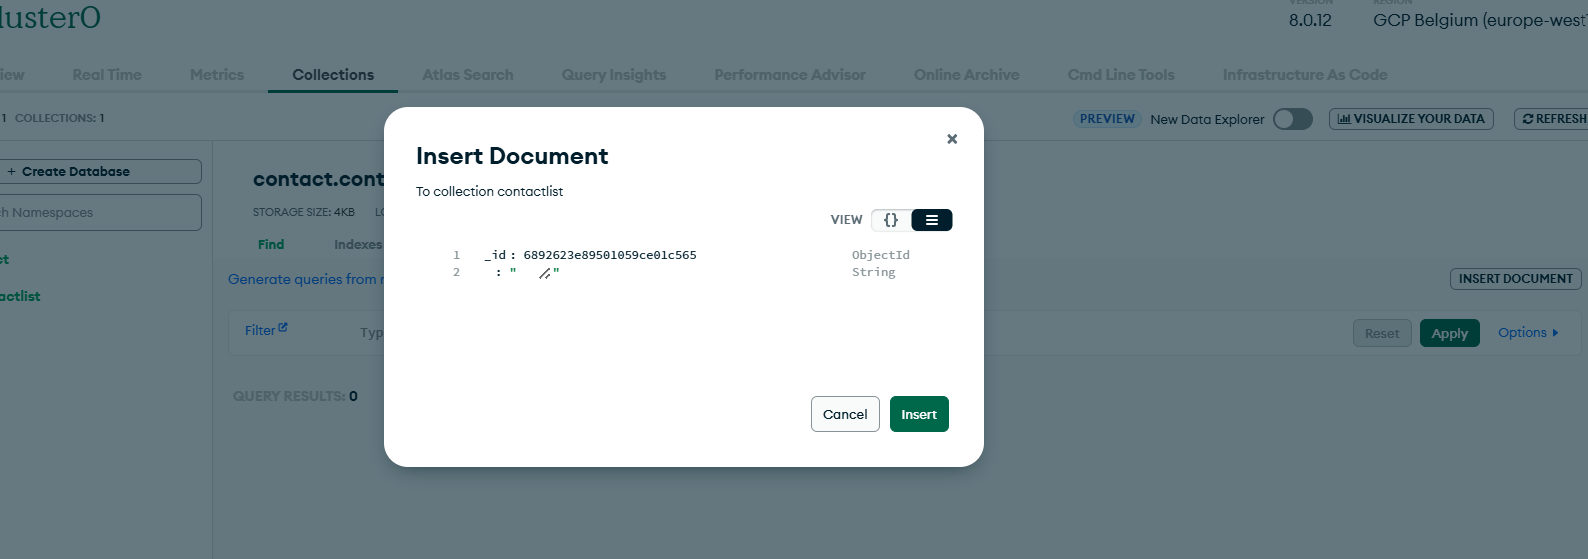 luster0
VERSION
8.0.12
REGION
GCP Belgium (europe-west1
iew
Real Time
Metrics
Collections
Atlas Search
Query Insights
Performance Advisor
Online Archive
Cmd Line Tools
Infrastructure As Code
1 COLLECTIONS: 1
PREVIEW
New Data Explorer
VISUALIZE YOUR DATA
REFRESH
+ Create Database
h Namespaces
ct
actlist
contact.cont
STORAGE SIZE: 4KB LO
Find
Indexes
Generate queries from n
INSERT DOCUMENT
Filter
Typ
Reset
Apply
Options
QUERY RESULTS: 0
×
Insert Document
To collection contactlist
VIEW {}
1 _id : 6892623e89501059ce01c565 ObjectId
2 : " " String
Cancel
Insert